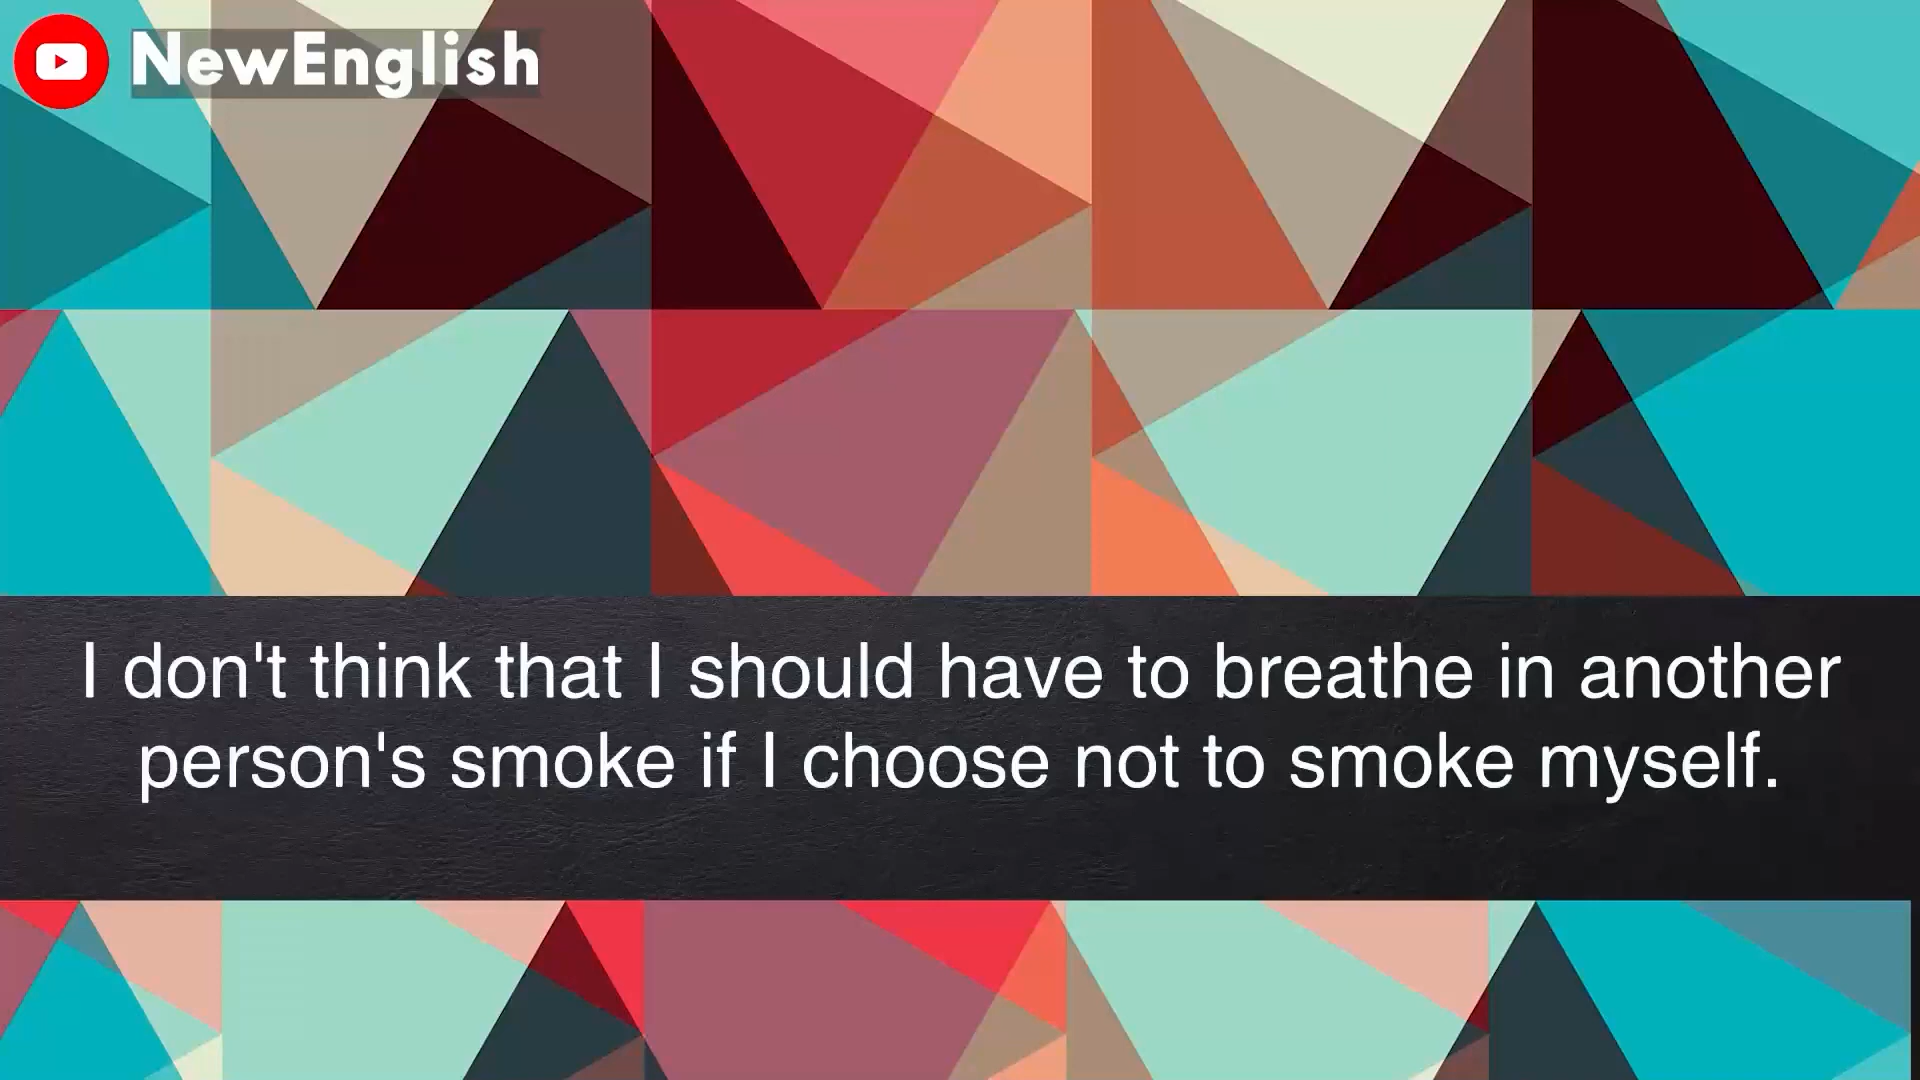 NewEnglish
I don't think that I should have to breathe in another
person's smoke if I choose not to smoke myself.